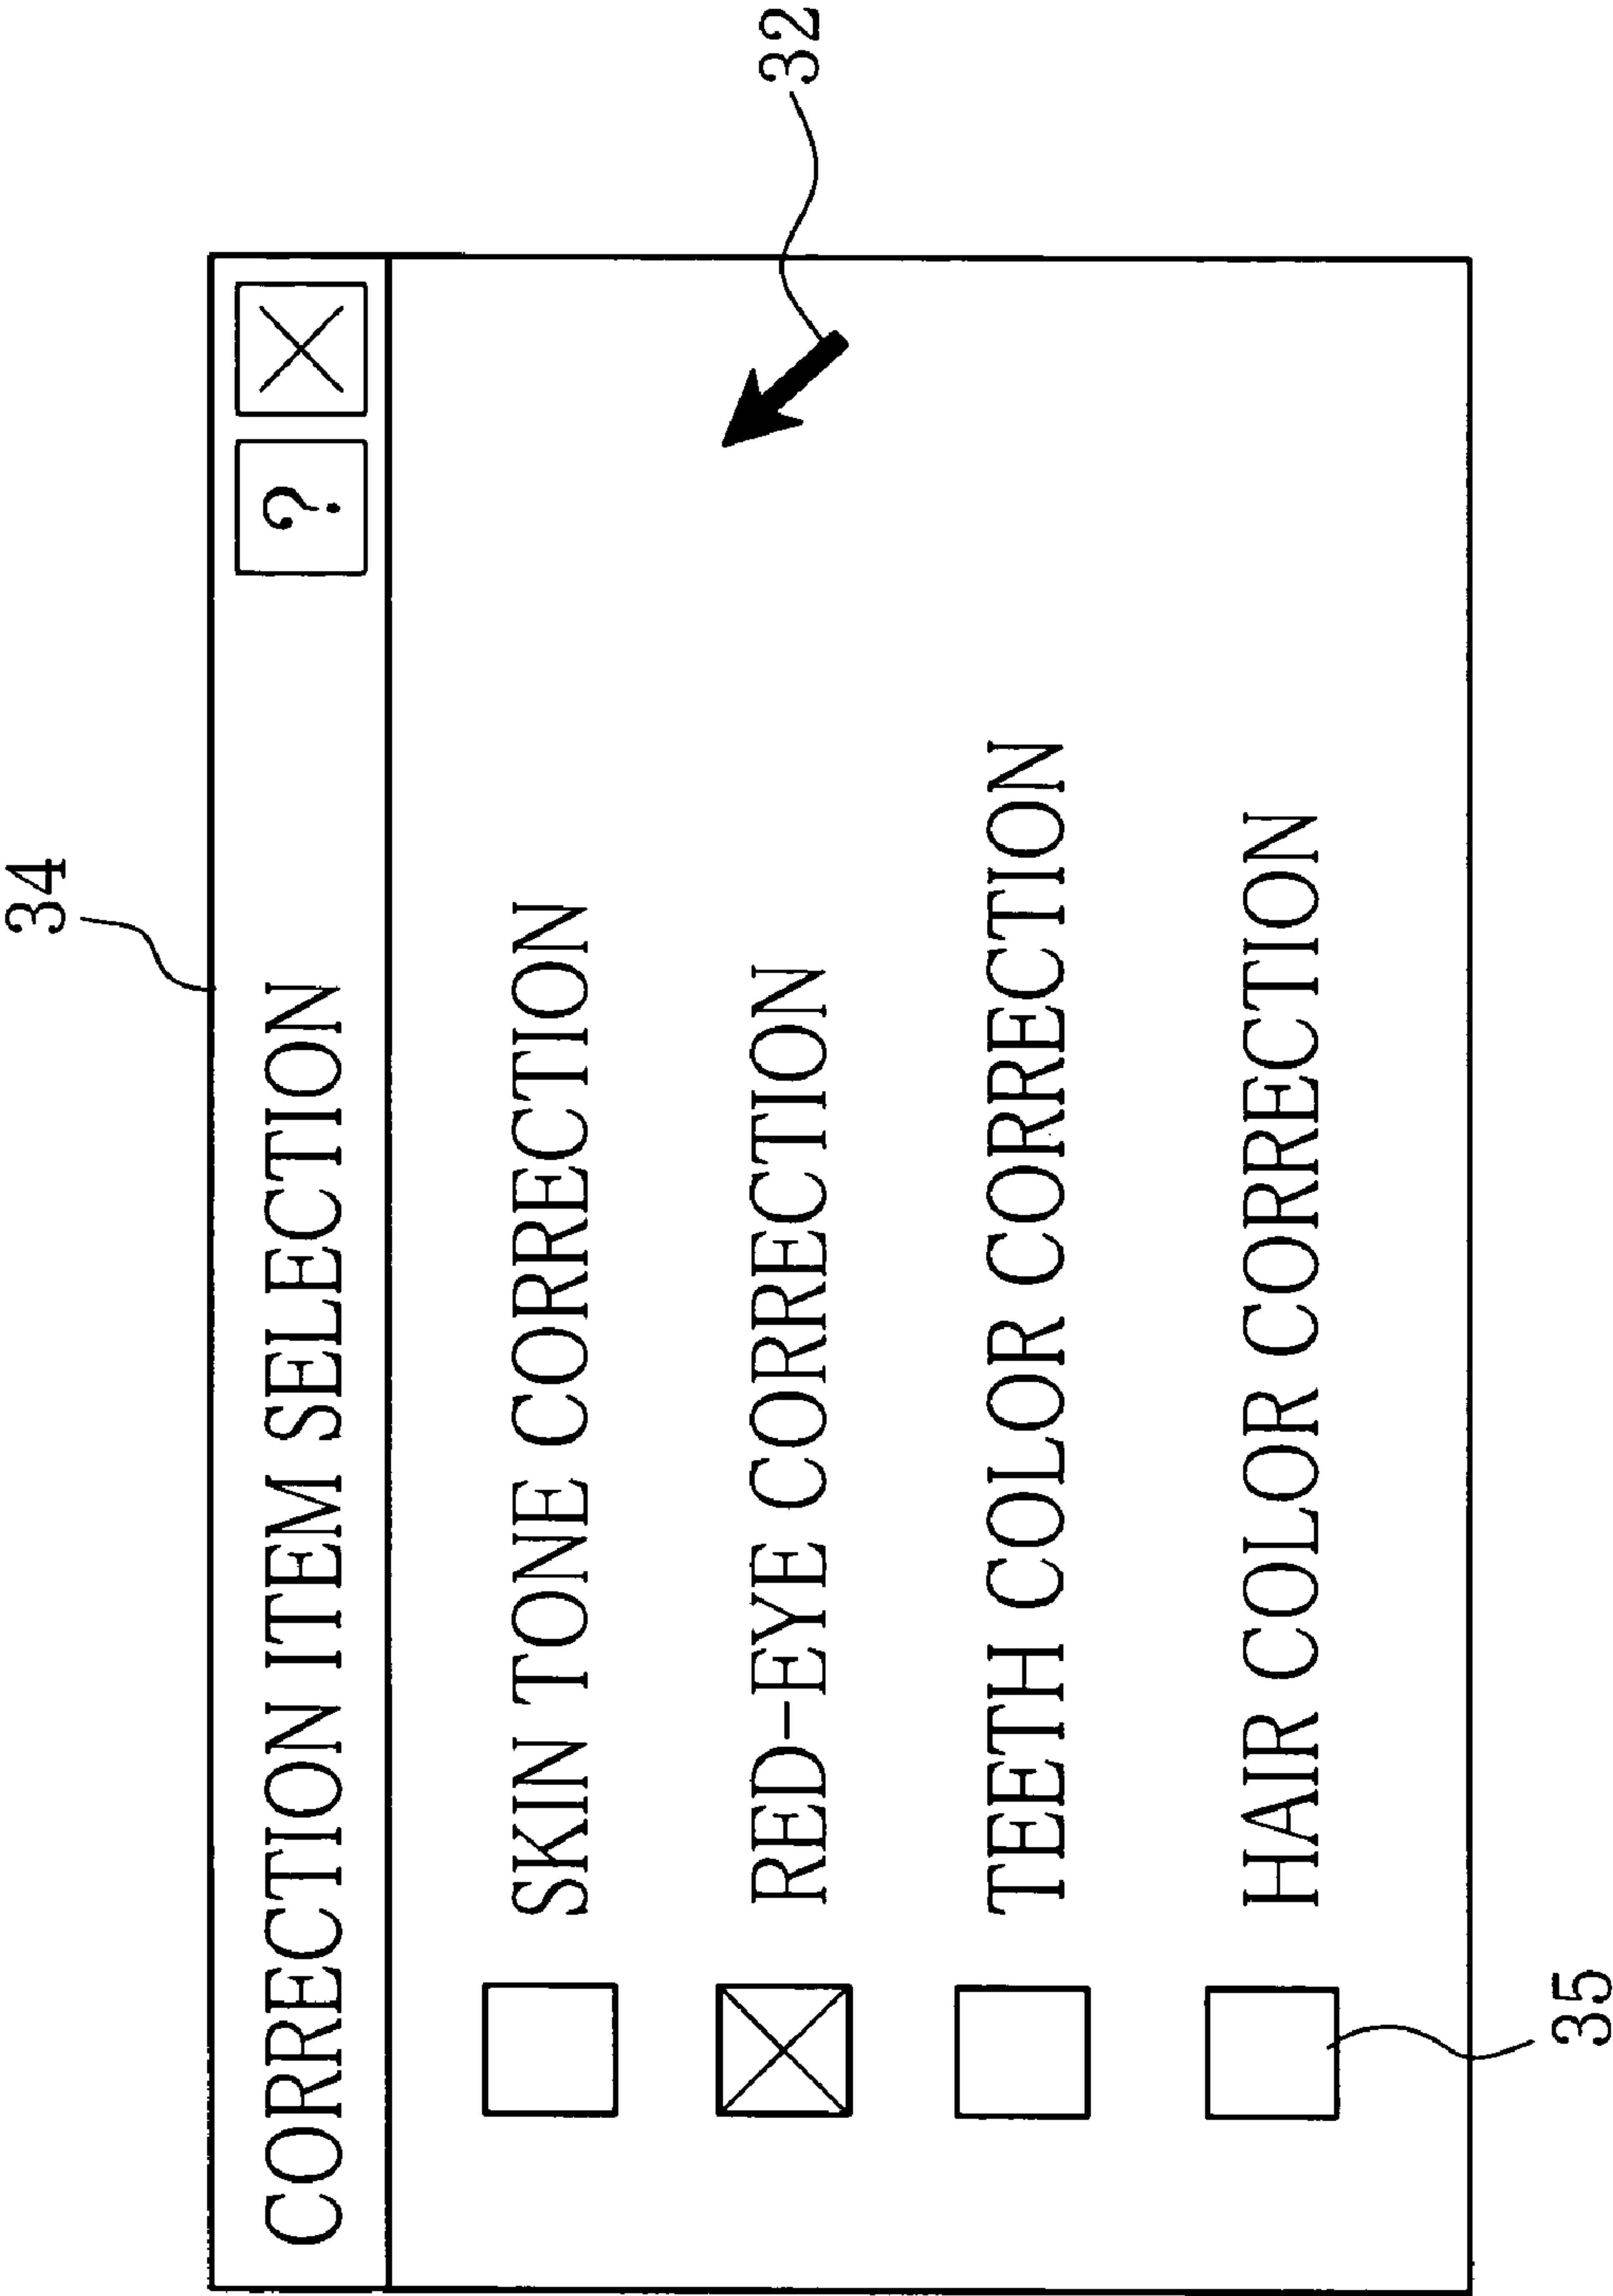 34
CORRECTION ITEM SELECTION ?
SKIN TONE CORRECTION
32
RED-EYE CORRECTION
TEETH COLOR CORRECTION
HAIR COLOR CORRECTION
35